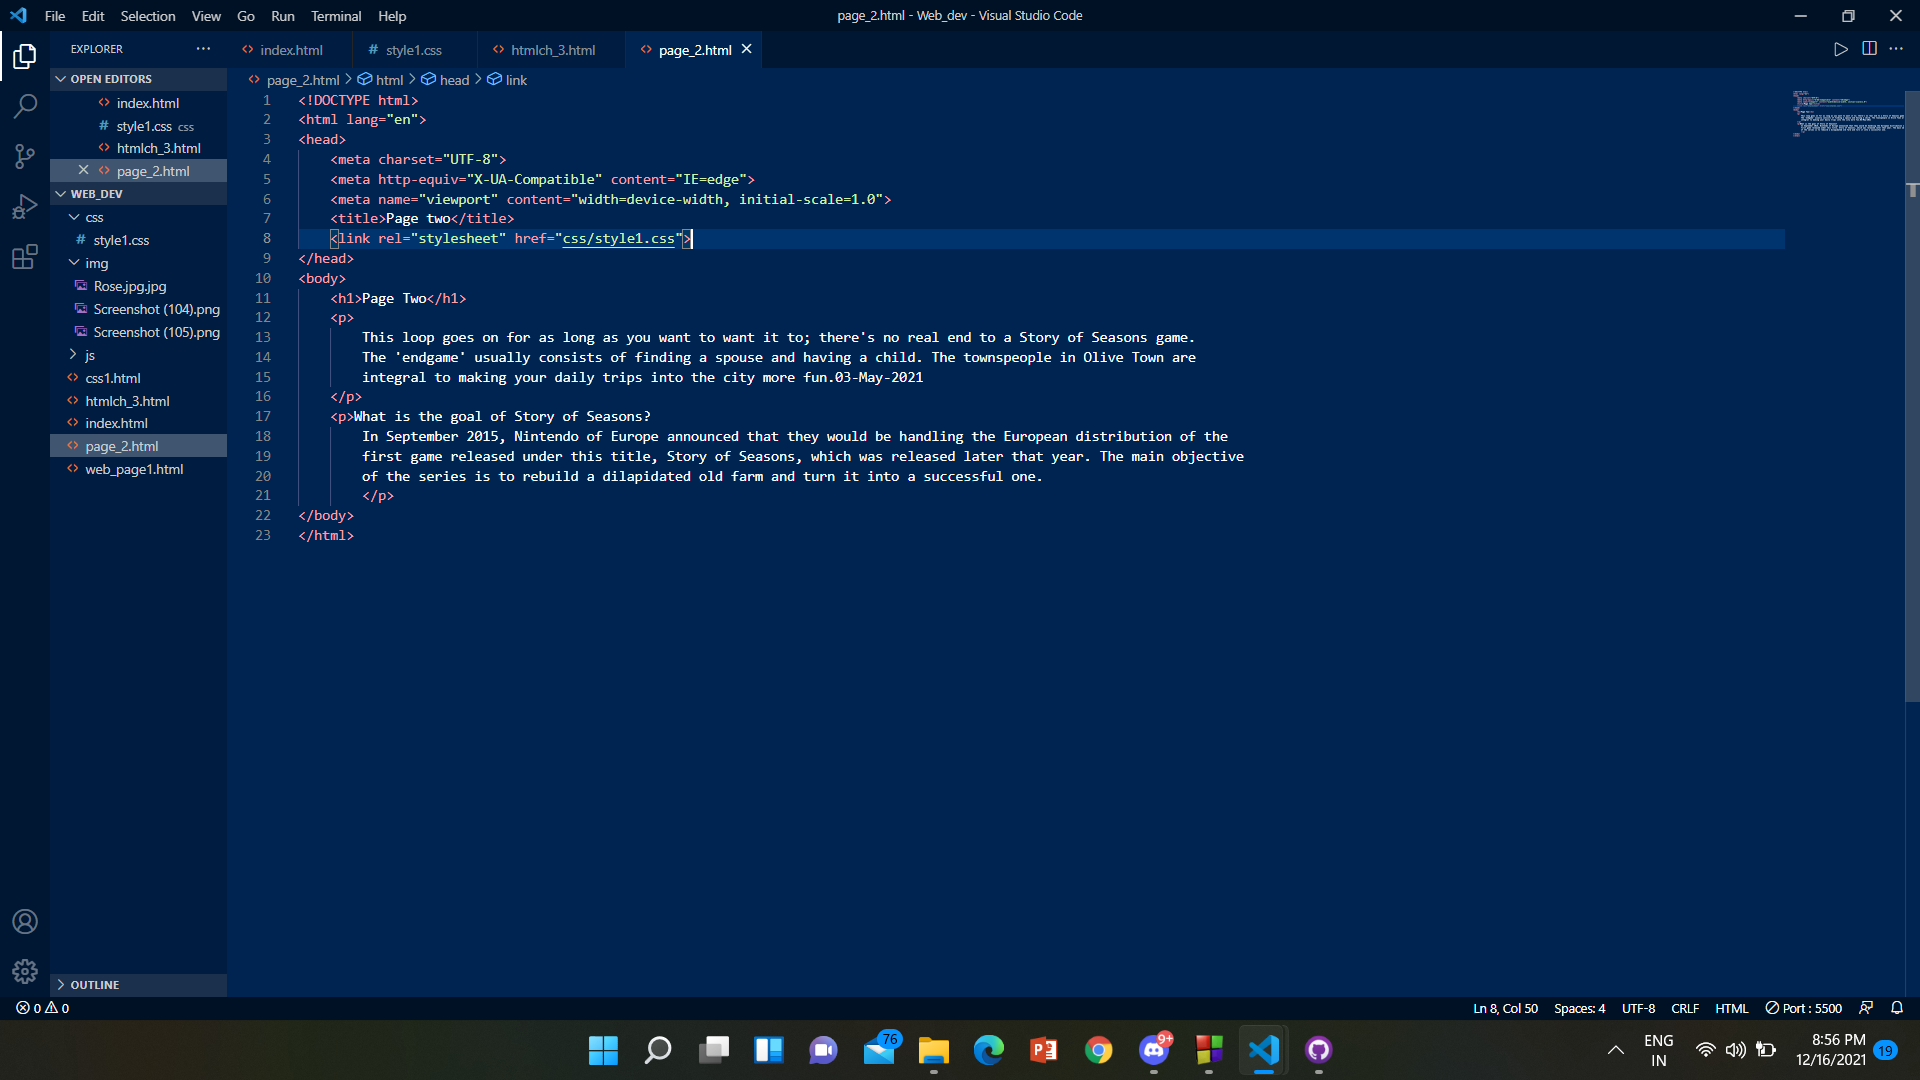 File Edit Selection View Go Run Terminal Help
page_2.html - Web_dev - Visual Studio Code
EXPLORER
index.html
style1.css
htmlch_3.html
page_2.html
OPEN EDITORS
index.html
style1.css css
htmlch_3.html
page_2.html
WEB_DEV
css
style1.css
img
Rose.jpg.jpg
Screenshot (104).png
Screenshot (105).png
js
css1.html
htmlch_3.html
index.html
page_2.html
web_page1.html
OUTLINE
page_2.html > html > head > link
1 <!DOCTYPE html>
2 <html lang="en">
3 <head>
4 <meta charset="UTF-8">
5 <meta http-equiv="X-UA-Compatible" content="IE=edge">
6 <meta name="viewport" content="width=device-width, initial-scale=1.0">
7 <title>Page two</title>
8 <link rel="stylesheet" href="css/style1.css">
9 </head>
10 <body>
11 <h1>Page Two</h1>
12 <p>
13 This loop goes on for as long as you want to want it to; there's no real end to a Story of Seasons game.
14 The 'endgame' usually consists of finding a spouse and having a child. The townspeople in Olive Town are
15 integral to making your daily trips into the city more fun.03-May-2021
16 </p>
17 <p>What is the goal of Story of Seasons?
18 In September 2015, Nintendo of Europe announced that they would be handling the European distribution of the
19 first game released under this title, Story of Seasons, which was released later that year. The main objective
20 of the series is to rebuild a dilapidated old farm and turn it into a successful one.
21 </p>
22 </body>
23 </html>
0 0
Ln 8, Col 50 Spaces: 4 UTF-8 CRLF HTML Port : 5500
76
9+
ENG
IN
8:56 PM
12/16/2021
19